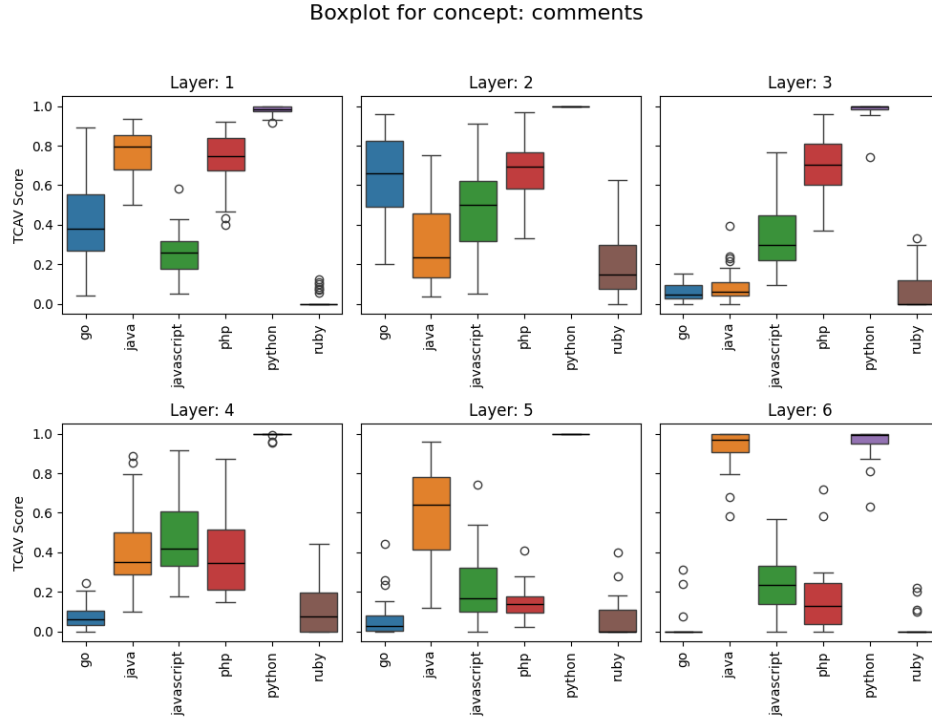 Boxplot for concept: comments
Layer: 1
Layer: 2
Layer: 3
TCAV Score
1.0
0.8
0.6
0.4
0.2
0.0
go
java
javascript
php
python
ruby
go
java
javascript
php
python
ruby
go
java
javascript
php
python
ruby
Layer: 4
Layer: 5
Layer: 6
TCAV Score
1.0
0.8
0.6
0.4
0.2
0.0
go
java
javascript
php
python
ruby
go
java
javascript
php
python
ruby
go
java
javascript
php
python
ruby